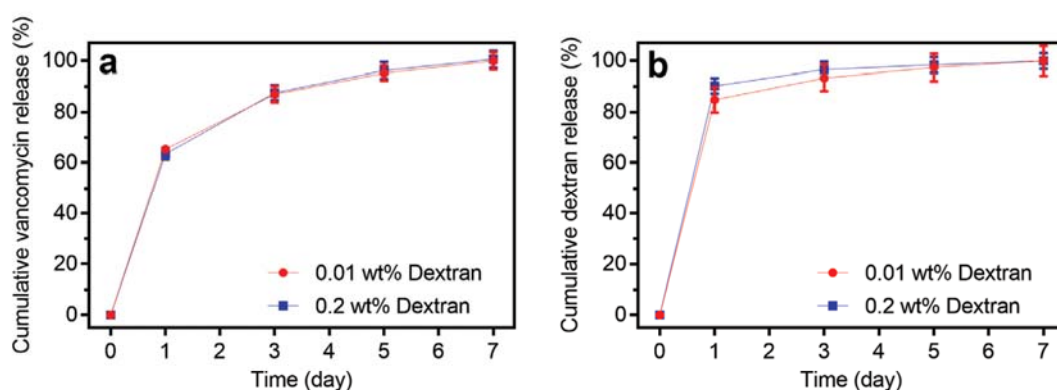 a
Cumulative vancomycin release (%)
100
80
60
40
20
0
0.01 wt% Dextran
0.2 wt% Dextran
0 1 2 3 4 5 6 7
Time (day)
b
Cumulative dextran release (%)
100
80
60
40
20
0
0.01 wt% Dextran
0.2 wt% Dextran
0 1 2 3 4 5 6 7
Time (day)